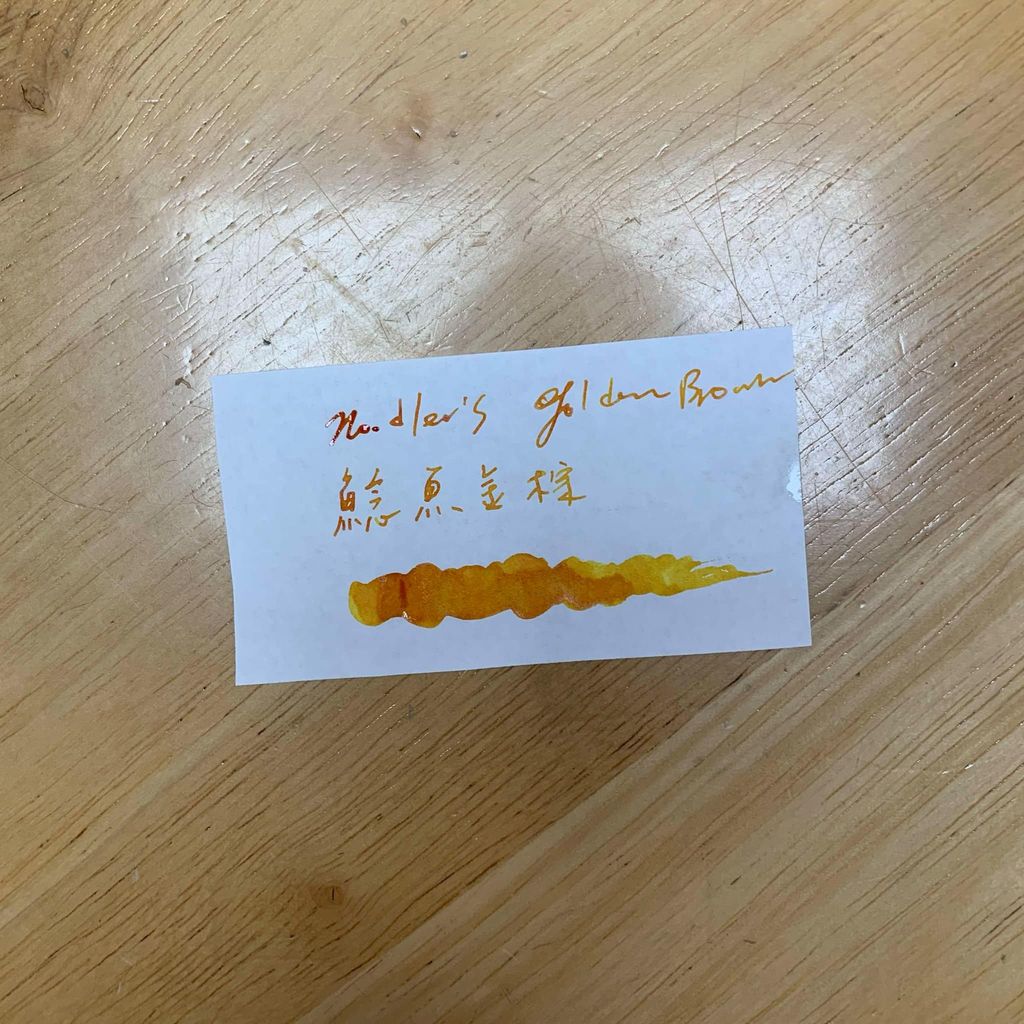 Noodler's Golden Brown
鯰魚金棕